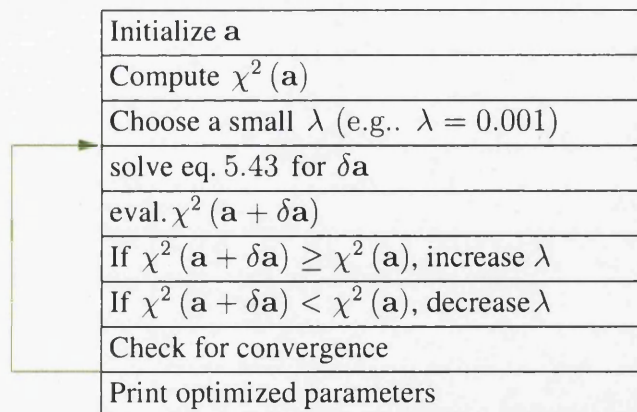 Initialize a
Compute χ² (a)
Choose a small λ (e.g.. λ = 0.001)
solve eq. 5.43 for δa
eval. χ² (a + δa)
If χ² (a + δa) ≥ χ² (a), increase λ
If χ² (a + δa) < χ² (a), decrease λ
Check for convergence
Print optimized parameters